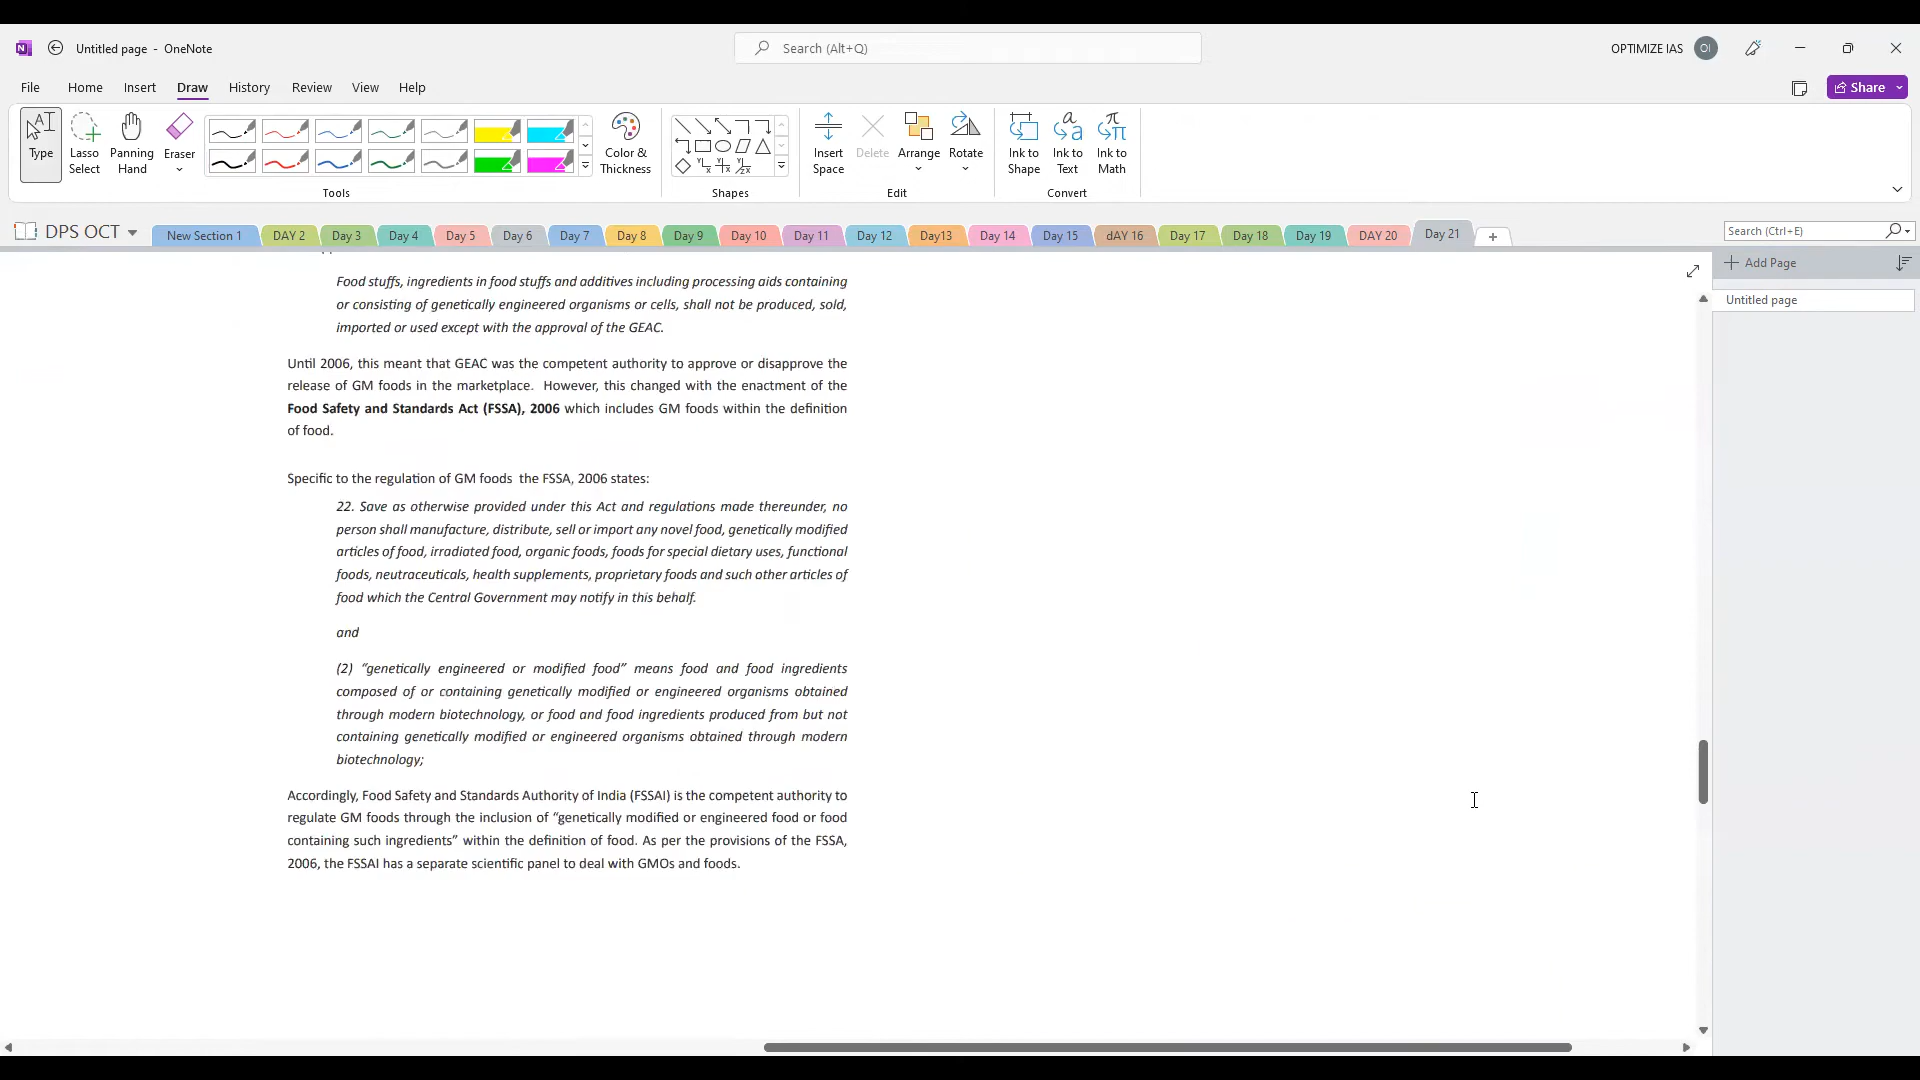 Untitled page - OneNote
Search (Alt+Q)
OPTIMIZE IAS OI
File Home Insert Draw History Review View Help
Share
Type
Lasso Select
Panning Hand
Eraser
Color & Thickness
Insert Space
Delete
Arrange
Rotate
Ink to Shape
Ink to Text
Ink to Math
Tools Shapes Edit Convert
DPS OCT New Section 1 DAY 2 Day 3 Day 4 Day 5 Day 6 Day 7 Day 8 Day 9 Day 10 Day 11 Day 12 Day13 Day 14 Day 15 dAY 16 Day 17 Day 18 Day 19 DAY 20 Day 21
Search (Ctrl+E)
Add Page
Untitled page
Food stuffs, ingredients in food stuffs and additives including processing aids containing
or consisting of genetically engineered organisms or cells, shall not be produced, sold,
imported or used except with the approval of the GEAC.
Until 2006, this meant that GEAC was the competent authority to approve or disapprove the
release of GM foods in the marketplace. However, this changed with the enactment of the
Food Safety and Standards Act (FSSA), 2006 which includes GM foods within the definition
of food.
Specific to the regulation of GM foods the FSSA, 2006 states:
22. Save as otherwise provided under this Act and regulations made thereunder, no
person shall manufacture, distribute, sell or import any novel food, genetically modified
articles of food, irradiated food, organic foods, foods for special dietary uses, functional
foods, neutraceuticals, health supplements, proprietary foods and such other articles of
food which the Central Government may notify in this behalf.
and
(2) “genetically engineered or modified food” means food and food ingredients
composed of or containing genetically modified or engineered organisms obtained
through modern biotechnology, or food and food ingredients produced from but not
containing genetically modified or engineered organisms obtained through modern
biotechnology;
Accordingly, Food Safety and Standards Authority of India (FSSAI) is the competent authority to
regulate GM foods through the inclusion of “genetically modified or engineered food or food
containing such ingredients” within the definition of food. As per the provisions of the FSSA,
2006, the FSSAI has a separate scientific panel to deal with GMOs and foods.